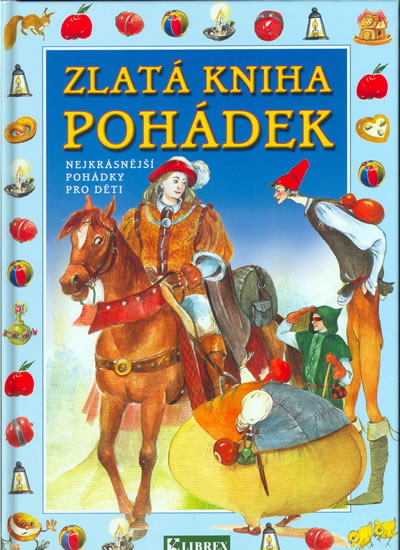 ZLATÁ KNIHA
POHÁDEK
NEJKRÁSNĚJŠÍ
POHÁDKY
PRO DĚTI
LIBREX